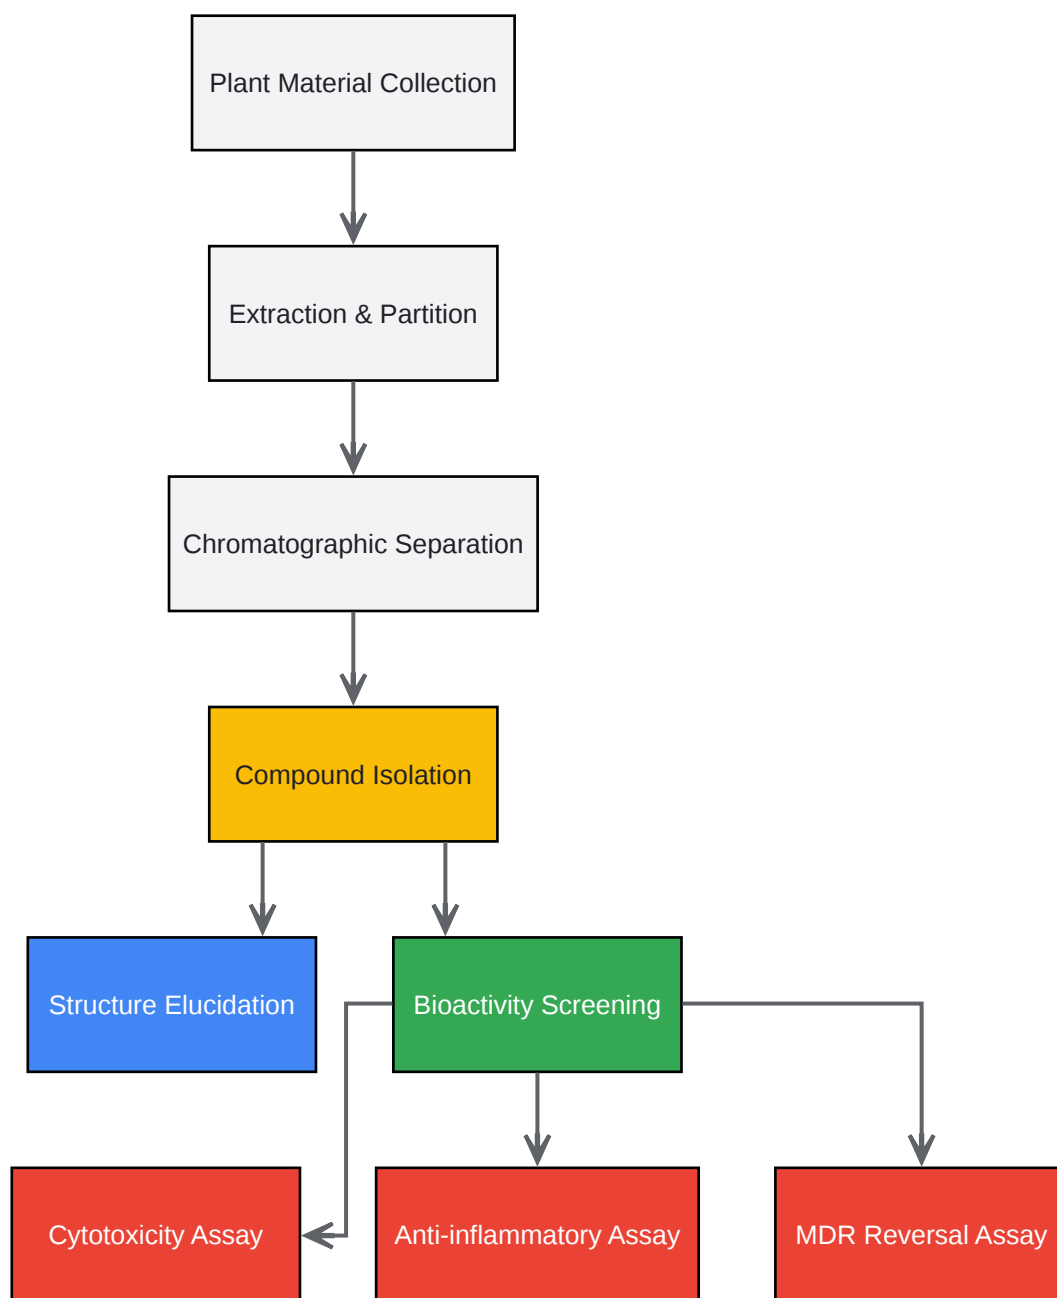 Plant Material Collection
Extraction & Partition
Chromatographic Separation
Compound Isolation
Structure Elucidation
Bioactivity Screening
Cytotoxicity Assay
Anti-inflammatory Assay
MDR Reversal Assay